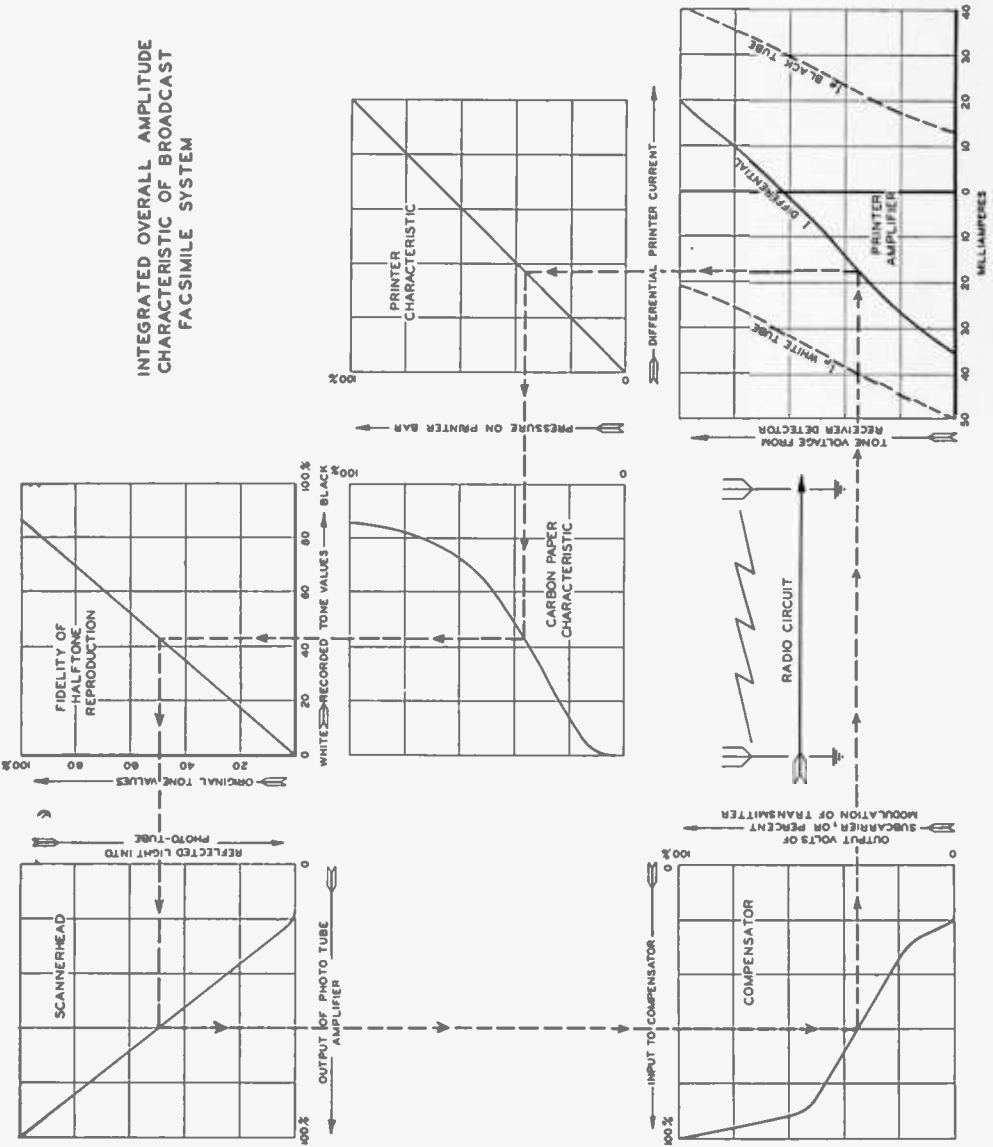 INTEGRATED OVERALL AMPLITUDE
CHARACTERISTIC OF BROADCAST
FACSIMILE SYSTEM
SCANNERHEAD
REFLECTED LIGHT INTO
PHOTO-TUBE
0
100%
OUTPUT OF PHOTO TUBE
AMPLIFIER
FIDELITY OF
HALFTONE
REPRODUCTION
ORIGINAL TONE VALUES
100%
80
60
40
20
0
20
40
60
80
100%
WHITE RECORDED TONE VALUES BLACK
CARBON PAPER
CHARACTERISTIC
100%
0
PRESSURE ON PRINTER BAR
PRINTER
CHARACTERISTIC
100%
0
DIFFERENTIAL PRINTER CURRENT
INPUT TO COMPENSATOR
COMPENSATOR
100%
0
100%
0
OUTPUT VOLTS OF
SUBCARRIER, OR PERCENT
MODULATION OF TRANSMITTER
RADIO CIRCUIT
TONE VOLTAGE FROM
RECEIVER DETECTOR
Ip WHITE TUBE
I DIFFERENTIAL
Ip BLACK TUBE
PRINTER
AMPLIFIER
50
40
30
20
10
0
10
20
30
40
MILLIAMPERES